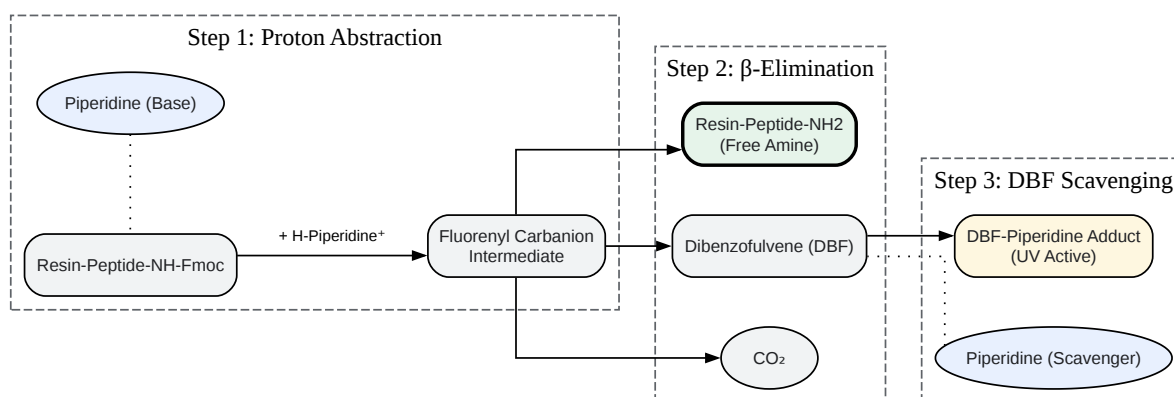 Step 1: Proton Abstraction
Piperidine (Base)
Resin-Peptide-NH-Fmoc
+ H-Piperidine⁺
Fluorenyl Carbanion
Intermediate
Step 2: β-Elimination
Resin-Peptide-NH2
(Free Amine)
Dibenzofulvene (DBF)
CO₂
Step 3: DBF Scavenging
DBF-Piperidine Adduct
(UV Active)
Piperidine (Scavenger)